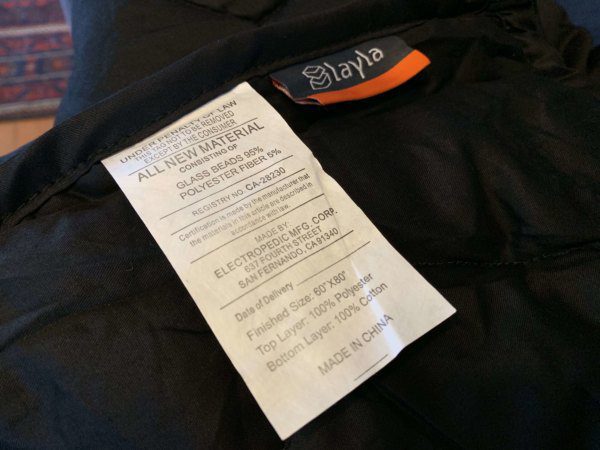 layla
UNDER PENALTY OF LAW
THIS TAG NOT TO BE REMOVED
EXCEPT BY THE CONSUMER
ALL NEW MATERIAL
CONSISTING OF
GLASS BEADS 95%
POLYESTER FIBER 5%
REGISTRY NO. CA-28230
Certification is made by the manufacturer that
the materials in this article are described in
accordance with law.
MADE BY:
ELECTROPEDIC MFG. CORP.
637 FOURTH STREET
SAN FERNANDO, CA91340
Date of Delivery
Finished Size: 60"X80"
Top Layer: 100% Polyester
Bottom Layer: 100% Cotton
MADE IN CHINA